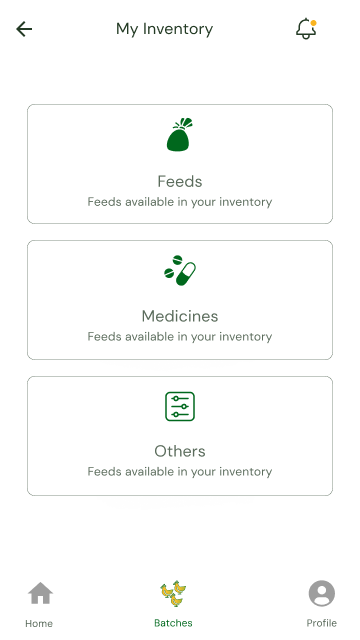 My Inventory
Feeds
Feeds available in your inventory
Medicines
Feeds available in your inventory
Others
Feeds available in your inventory
Home
Batches
Profile